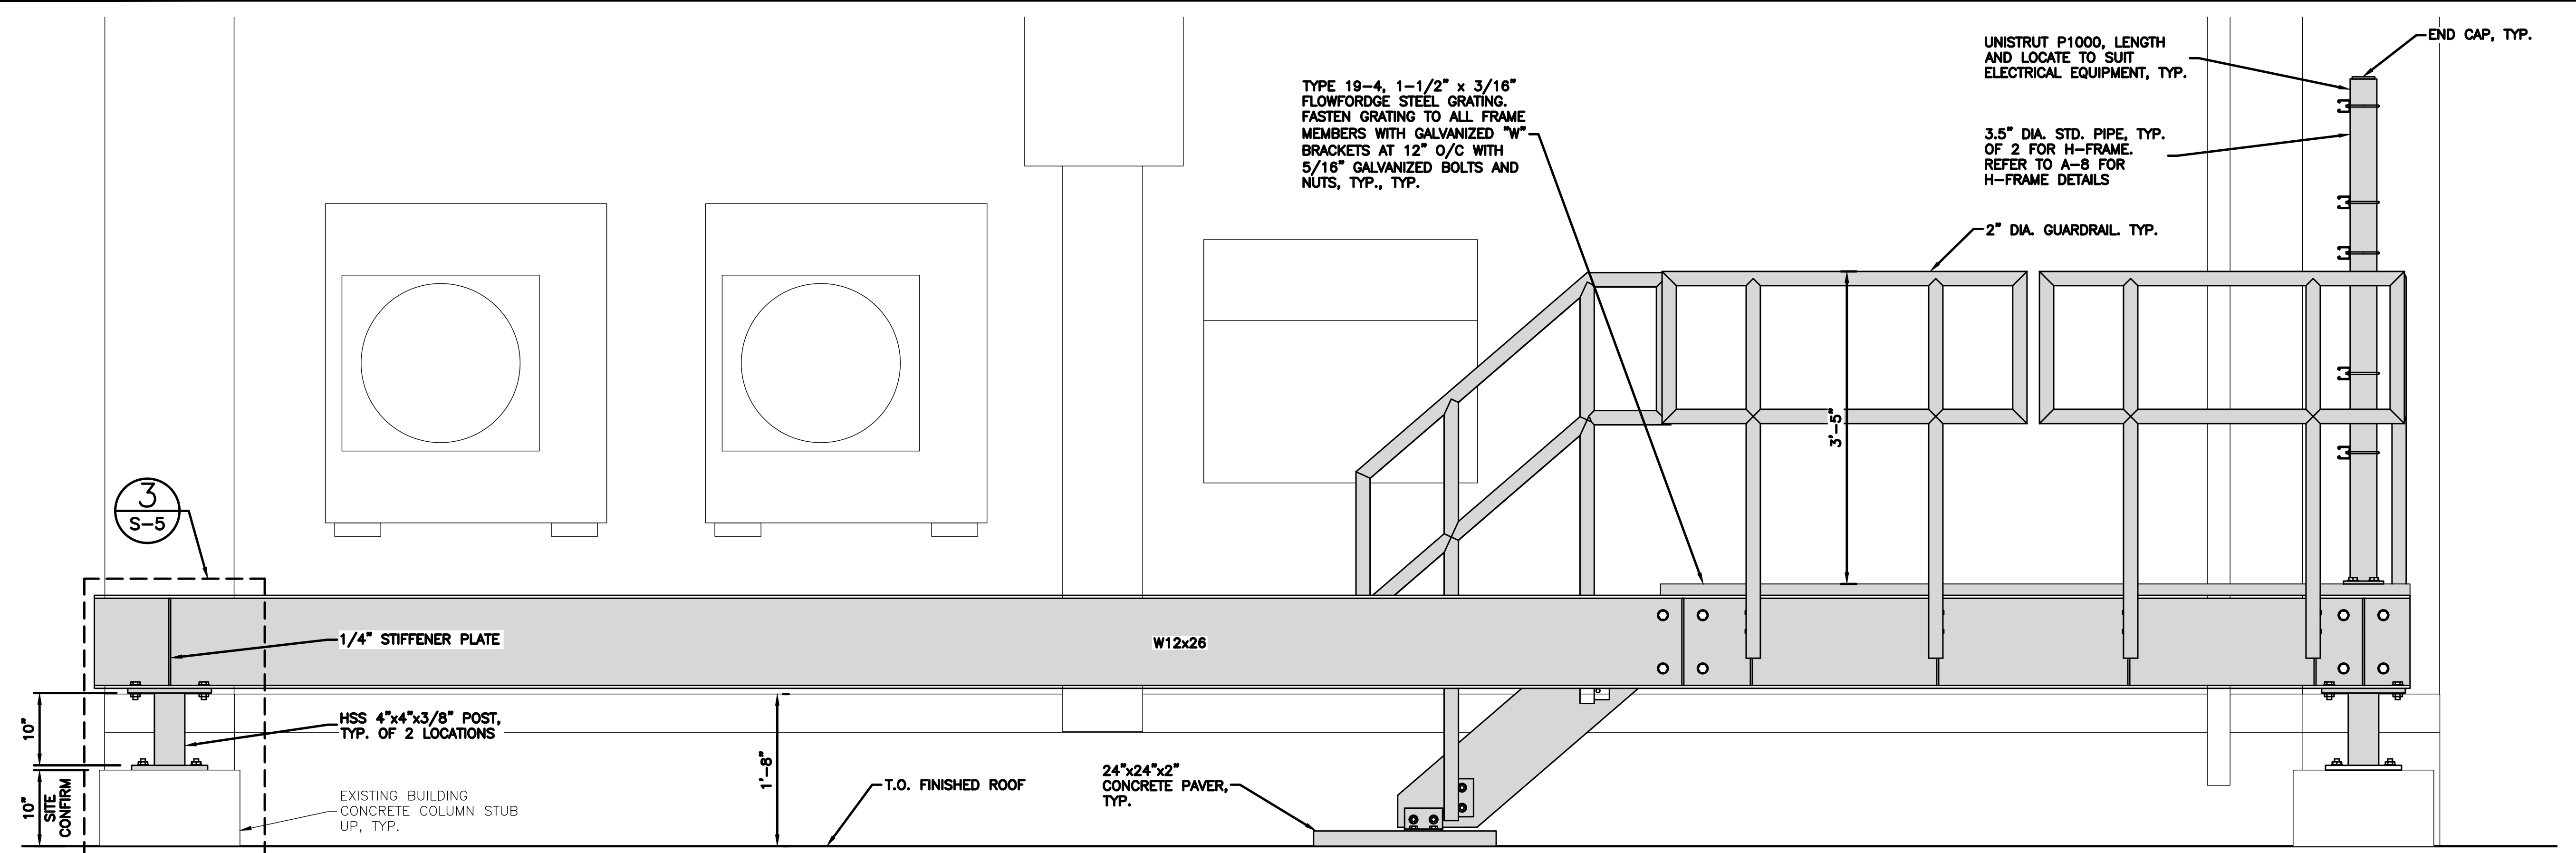 UNISTRUT P1000, LENGTH
AND LOCATE TO SUIT
ELECTRICAL EQUIPMENT, TYP.
END CAP, TYP.
TYPE 19-4, 1-1/2" x 3/16"
FLOWFORDGE STEEL GRATING.
FASTEN GRATING TO ALL FRAME
MEMBERS WITH GALVANIZED "W"
BRACKETS AT 12" O/C WITH
5/16" GALVANIZED BOLTS AND
NUTS, TYP., TYP.
3.5" DIA. STD. PIPE, TYP.
OF 2 FOR H-FRAME.
REFER TO A-8 FOR
H-FRAME DETAILS
2" DIA. GUARDRAIL. TYP.
3'-5"
3
S-5
1/4" STIFFENER PLATE
W12x26
HSS 4"x4"x3/8" POST,
TYP. OF 2 LOCATIONS
10"
10"
SITE
CONFIRM
EXISTING BUILDING
CONCRETE COLUMN STUB
UP, TYP.
1'-8"
T.O. FINISHED ROOF
24"x24"x2"
CONCRETE PAVER,
TYP.